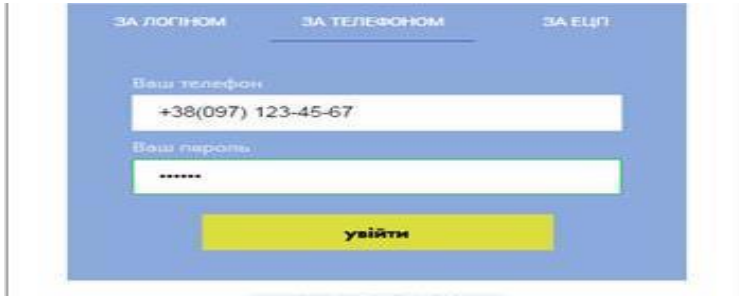 ЗА ЛОГІНОМ ЗА ТЕЛЕФОНОМ ЗА ЕЦП
Ваш телефон
+38(097) 123-45-67
Ваш пароль
••••••
увійти